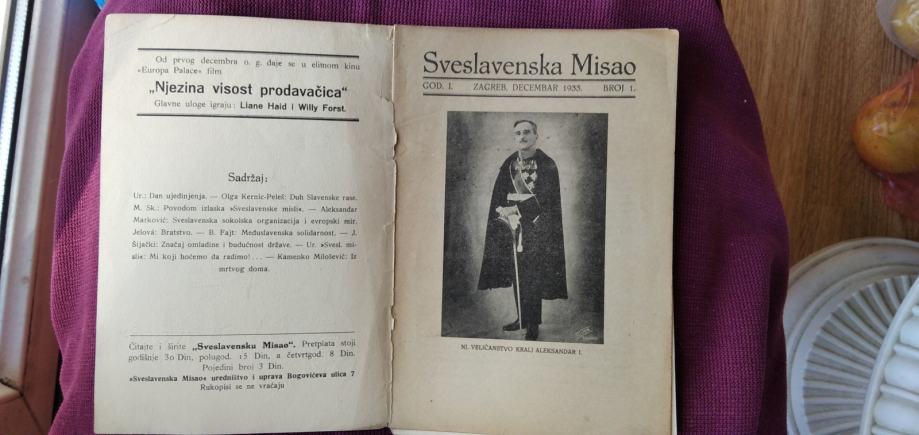 Od prvog decembra o. g. daje se u elitnom kinu
»Europa Palace« film
„Njezina visost prodavačica“
Glavne uloge igraju: Liane Haid i Willy Forst.
Sadržaj:
Ur.: Dan ujedinjenja. — Olga Kernic-Peleš: Duh Slavenske rase.
M. Sk.: Povodom izlaska »Sveslavenske misli«. — Aleksandar
Marković: Sveslavenska sokolska organizacija i evropski mir.
Jelová: Bratstvo. — B. Fajt: Međuslavenska solidarnost. — J.
Šijački: Značaj omladine i budućnost države. — Ur. »Svesl. mi-
sli«: Mi koji hoćemo da radimo!... — Kamenko Milošević: Iz
mrtvog doma.
Čitajte i širite „Sveslavensku Misao“. Pretplata stoji
godišnje 30 Din, polugod. 15 Din, a četvrtgod. 8 Din.
Pojedini broj 3 Din.
»Sveslavenska Misao« uredništvo i uprava Bogovićeva ulica 7
Rukopisi se ne vraćaju
Sveslavenska Misao
GOD. I. ZAGREB, DECEMBAR 1933. BROJ 1.
NJ. VELIČANSTVO KRALJ ALEKSANDAR I.